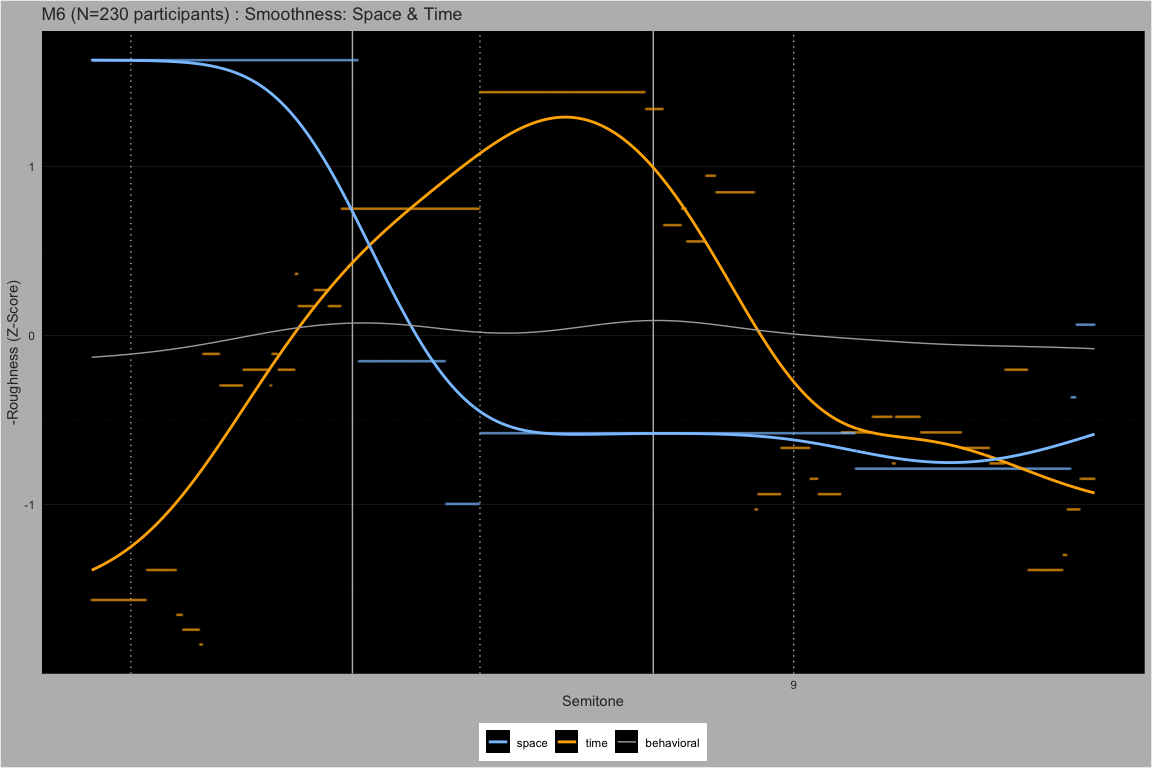 M6 (N=230 participants) : Smoothness: Space & Time
-Roughness (Z-Score)
1
0
-1
9
Semitone
space time behavioral